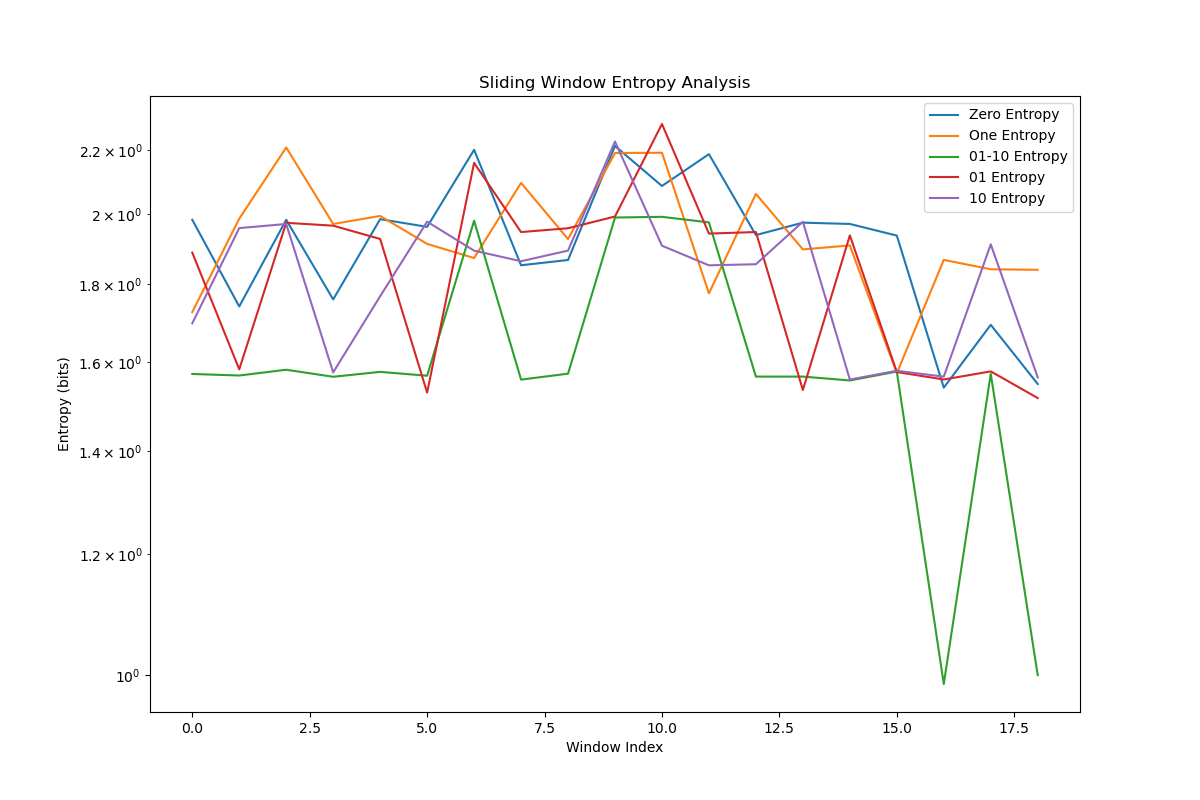 Sliding Window Entropy Analysis
Zero Entropy
One Entropy
01-10 Entropy
01 Entropy
10 Entropy
2.2 × 10⁰
2 × 10⁰
1.8 × 10⁰
1.6 × 10⁰
1.4 × 10⁰
1.2 × 10⁰
10⁰
Entropy (bits)
0.0 2.5 5.0 7.5 10.0 12.5 15.0 17.5
Window Index